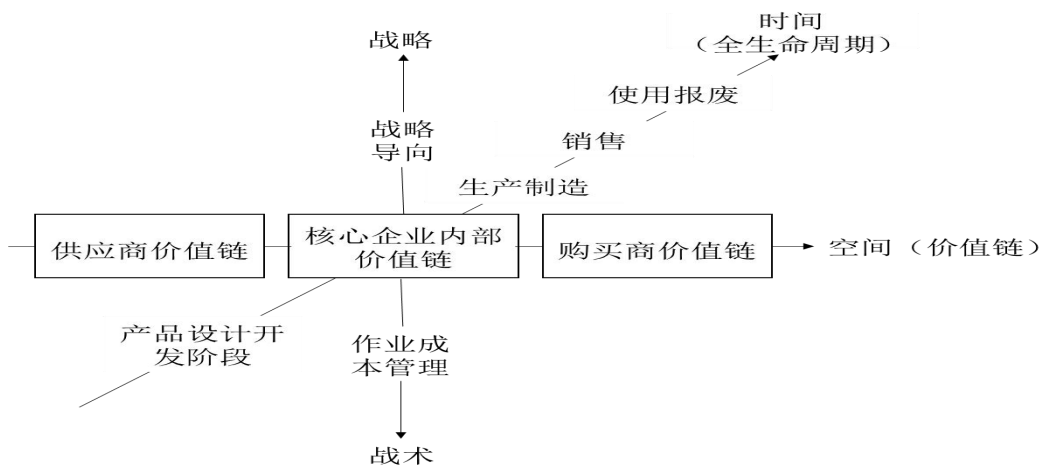 时间
（全生命周期）
战略
使用报废
战略
导向
销售
生产制造
供应商价值链
核心企业内部
价值链
购买商价值链
空间（价值链）
产品设计开
发阶段
作业成
本管理
战术